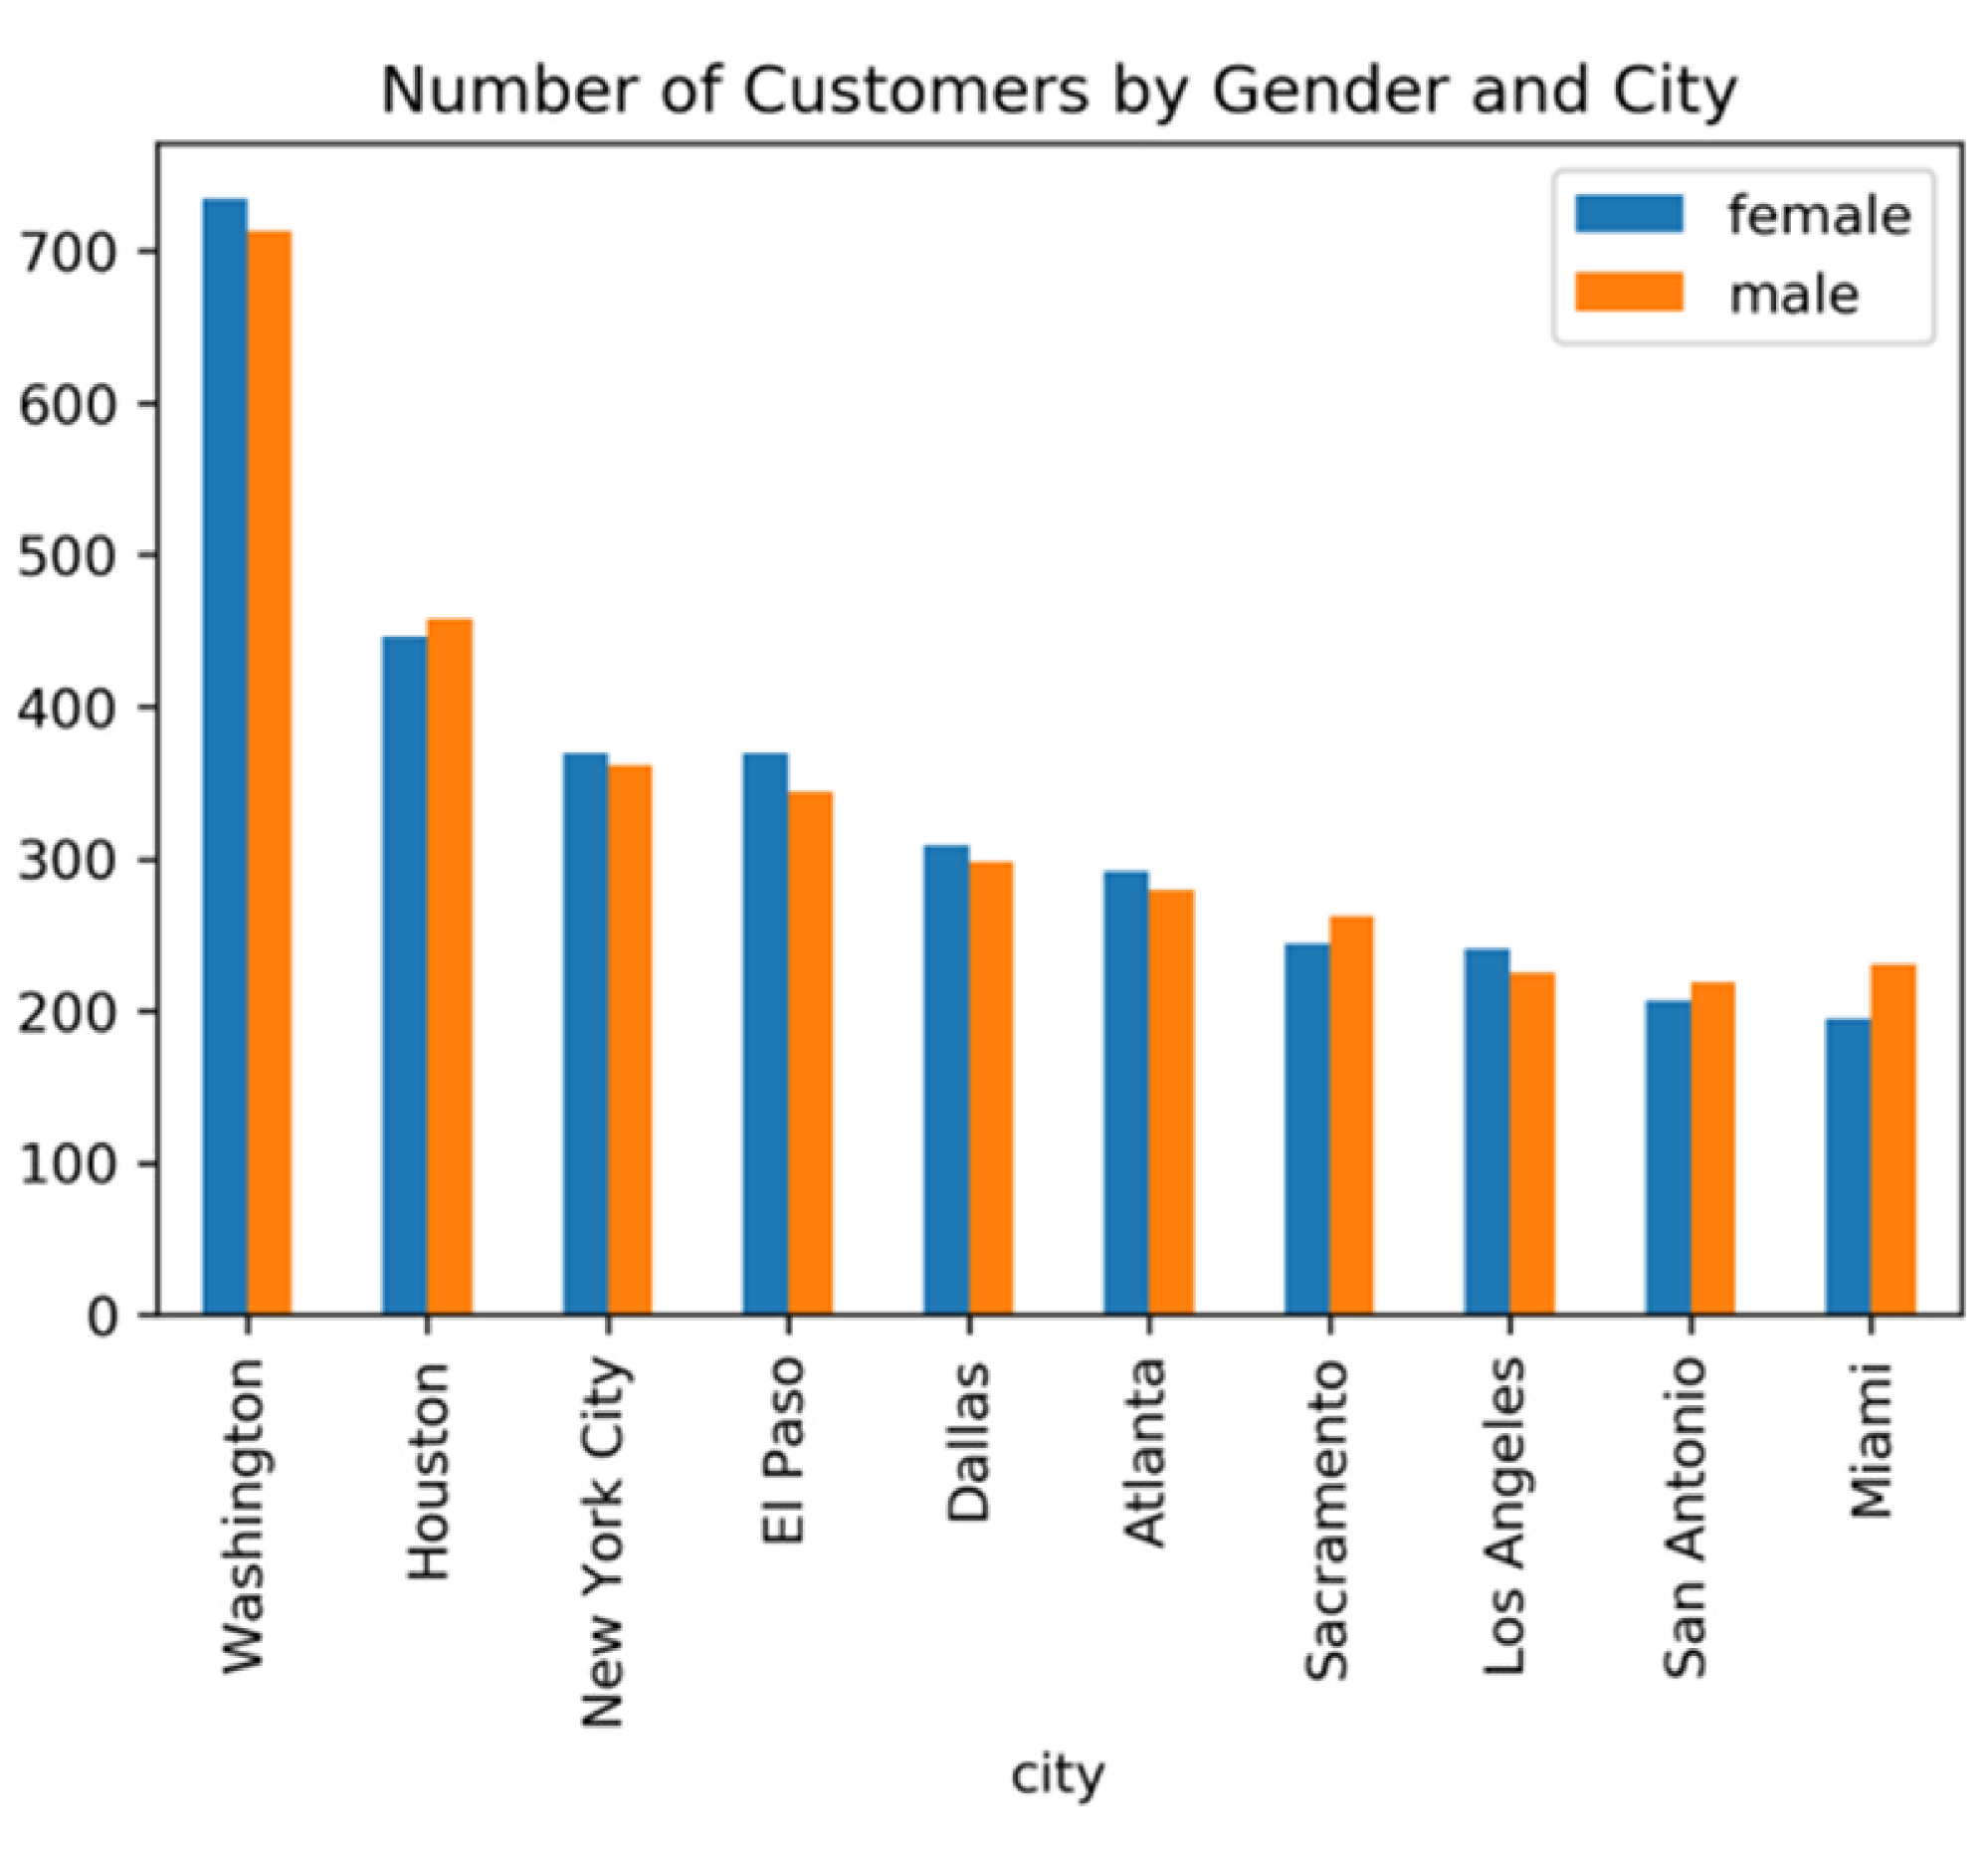 Number of Customers by Gender and City
female
male
700
600
500
400
300
200
100
0
Washington
Houston
New York City
El Paso
Dallas
Atlanta
Sacramento
Los Angeles
San Antonio
Miami
city